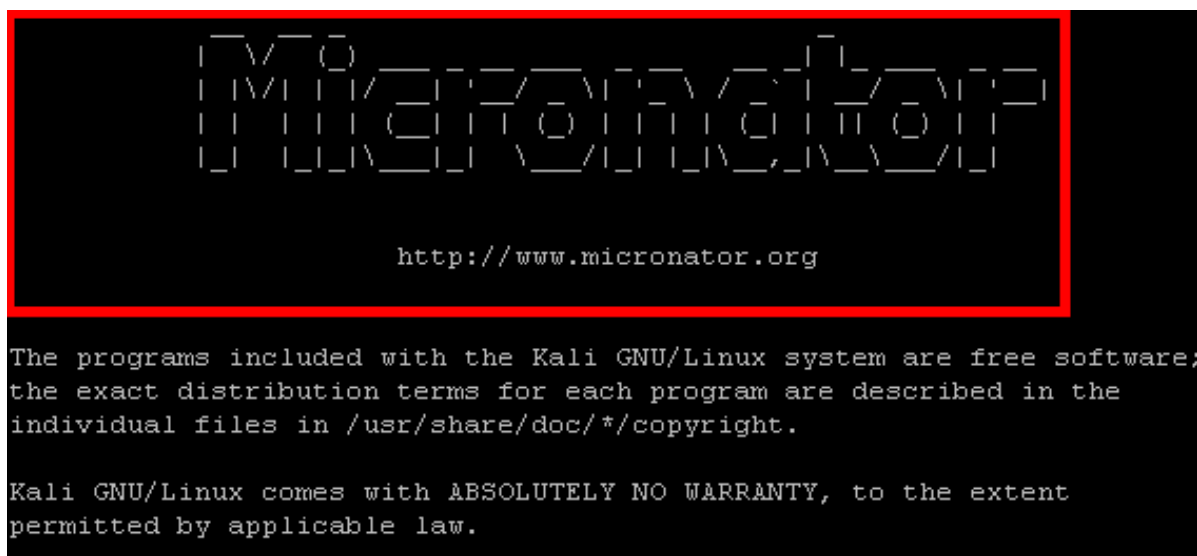 Micronator
http://www.micronator.org
The programs included with the Kali GNU/Linux system are free software;
the exact distribution terms for each program are described in the
individual files in /usr/share/doc/*/copyright.
Kali GNU/Linux comes with ABSOLUTELY NO WARRANTY, to the extent
permitted by applicable law.